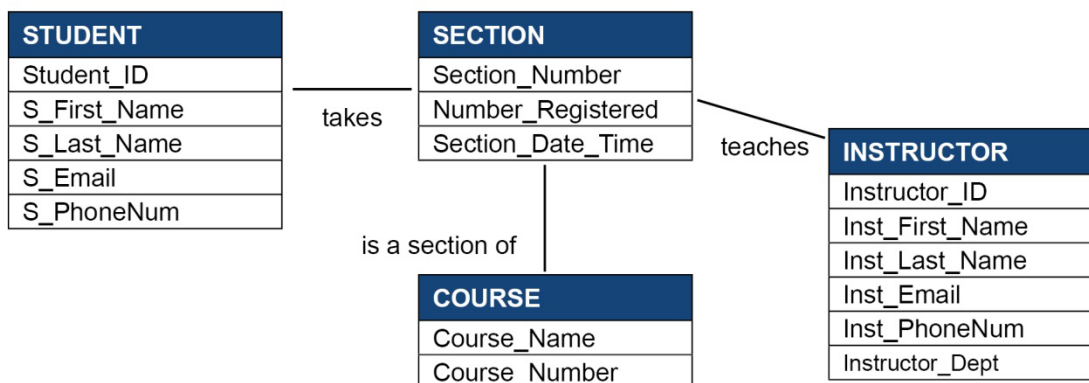 STUDENT
Student_ID
S_First_Name
S_Last_Name
S_Email
S_PhoneNum
takes
SECTION
Section_Number
Number_Registered
Section_Date_Time
teaches
INSTRUCTOR
Instructor_ID
Inst_First_Name
Inst_Last_Name
Inst_Email
Inst_PhoneNum
Instructor_Dept
is a section of
COURSE
Course_Name
Course_Number